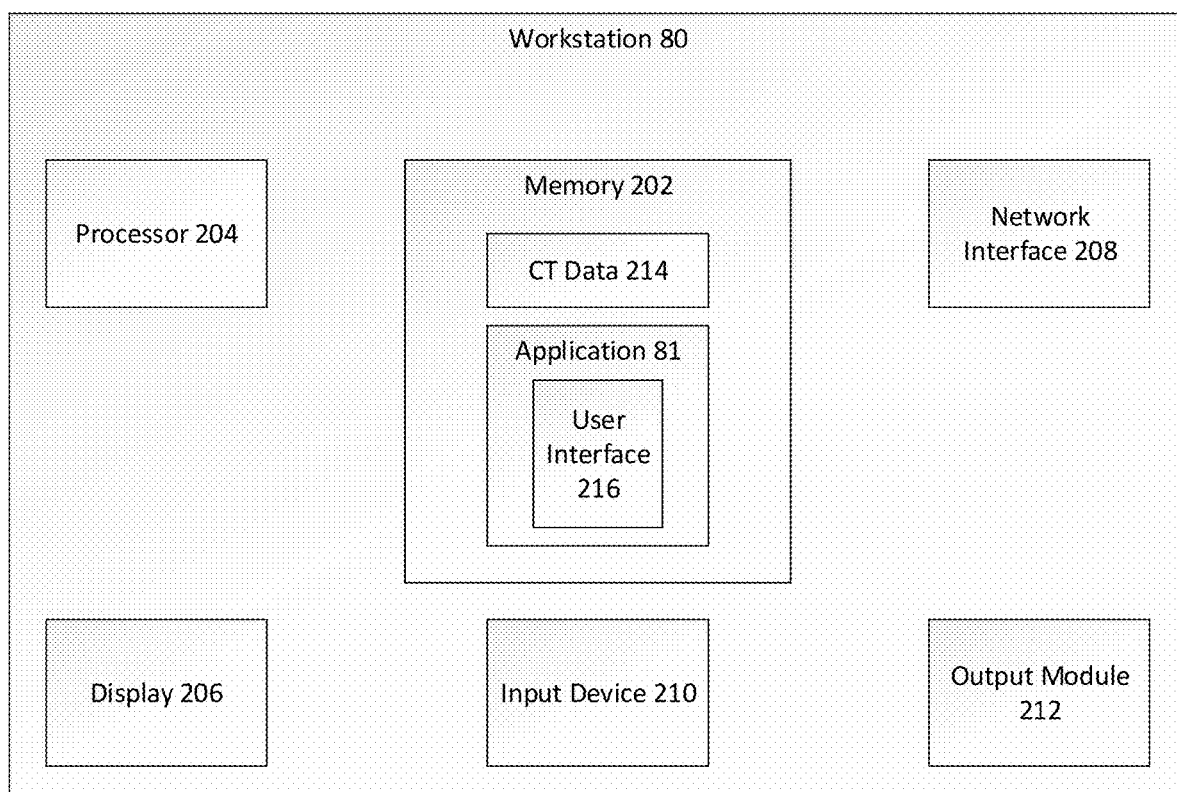 Workstation 80
Processor 204
Memory 202
CT Data 214
Application 81
User
Interface
216
Network
Interface 208
Display 206
Input Device 210
Output Module
212